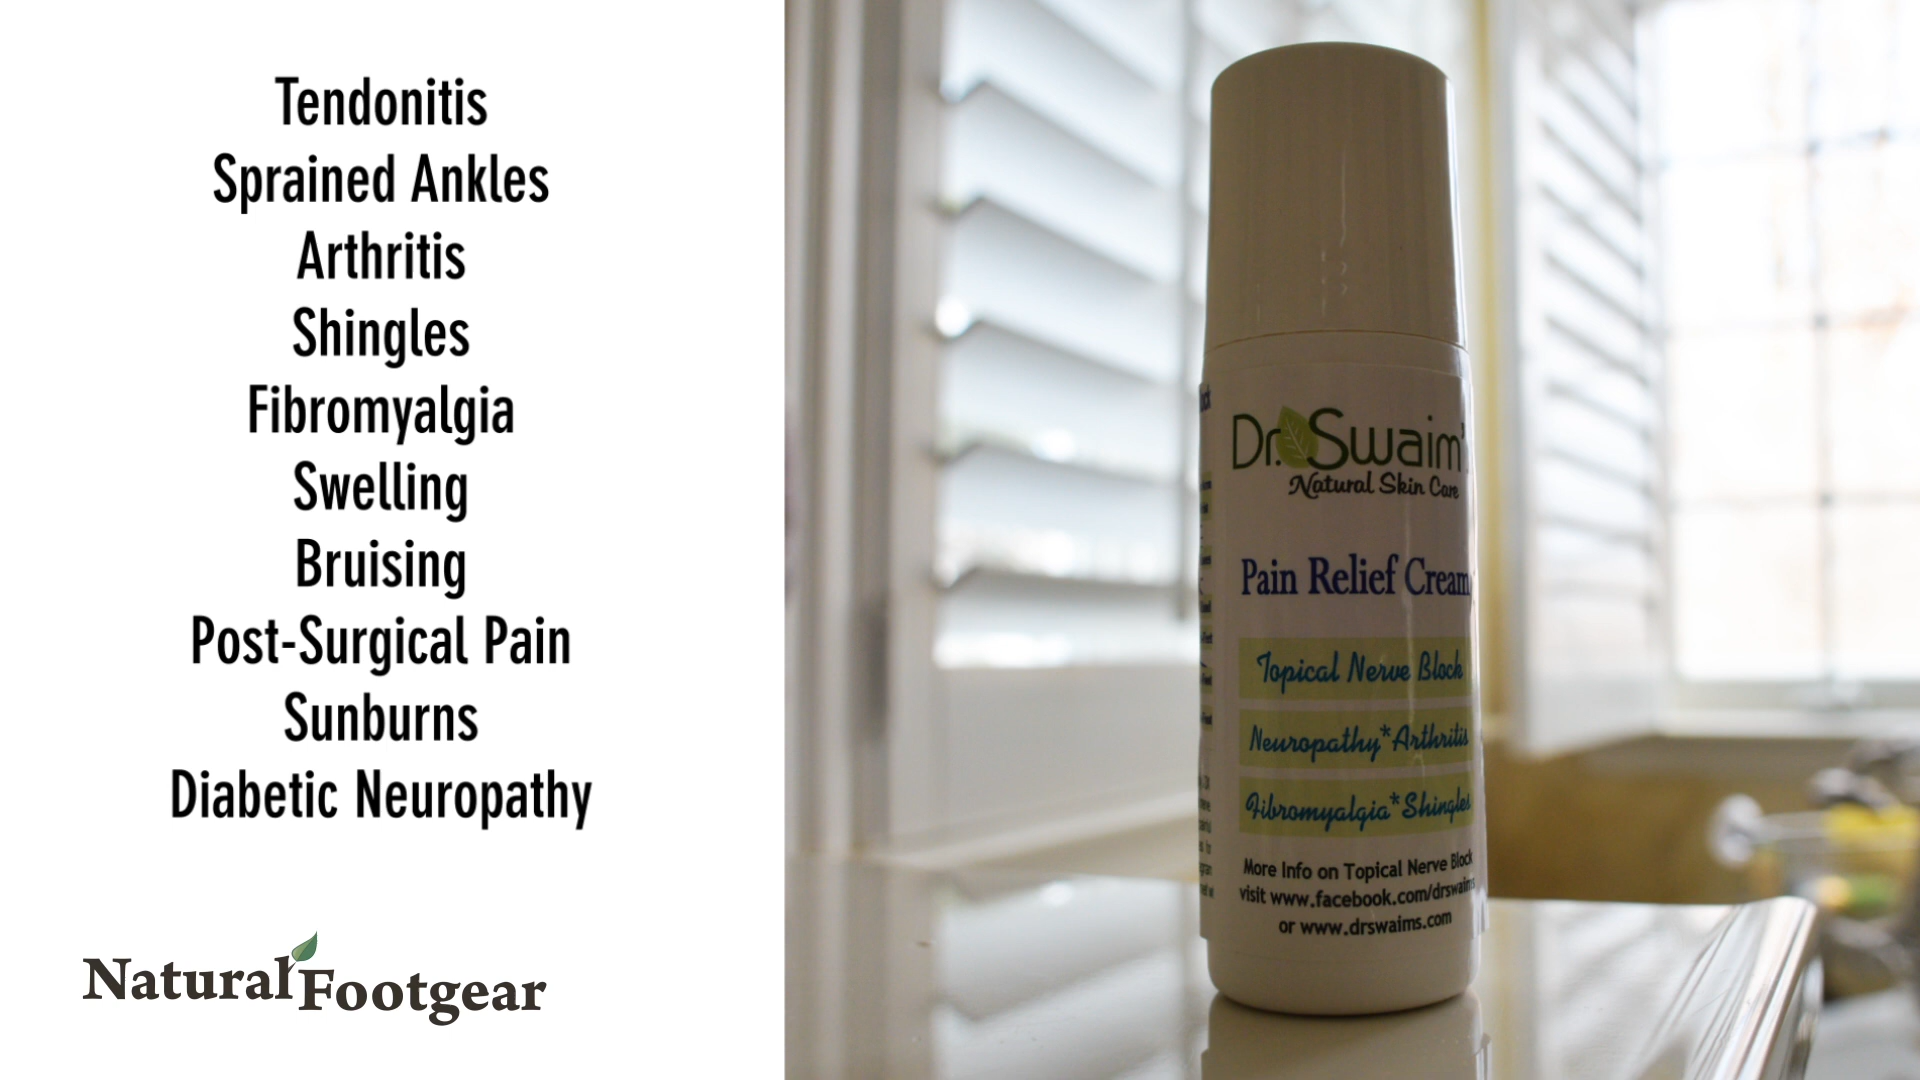 Tendonitis
Sprained Ankles
Arthritis
Shingles
Fibromyalgia
Swelling
Bruising
Post-Surgical Pain
Sunburns
Diabetic Neuropathy
Natural Footgear
Dr. Swaim's
Natural Skin Care
Pain Relief Cream
Topical Nerve Block
Neuropathy*Arthritis
Fibromyalgia*Shingles
More Info on Topical Nerve Block
visit www.facebook.com/drswaims
or www.drswaims.com